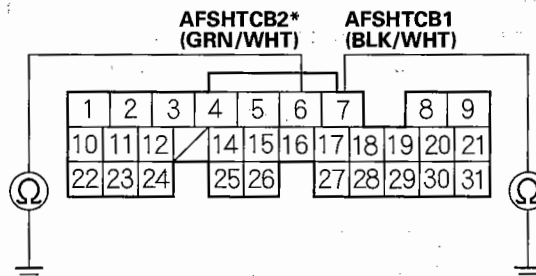 AFSHTCB2* AFSHTCB1
(GRN/WHT) (BLK/WHT)
1 2 3 4 5 6 7 8 9
10 11 12 14 15 16 17 18 19 20 21
Ω 22 23 24 25 26 27 28 29 30 31 Ω